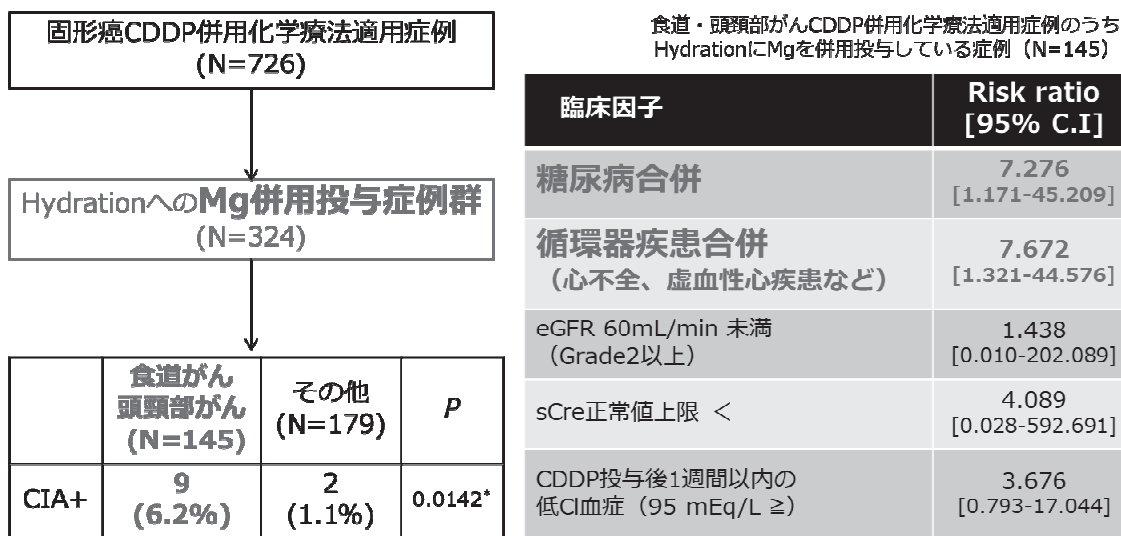 固形癌CDDP併用化学療法適用症例
(N=726)
HydrationへのMg併用投与症例群
(N=324)
食道がん
頭頸部がん
(N=145)
その他
(N=179)
P
CIA+
9
(6.2%)
2
(1.1%)
0.0142*
食道・頭頸部がんCDDP併用化学療法適用症例のうち
HydrationにMgを併用投与している症例（N=145）
臨床因子
Risk ratio
[95% C.I]
糖尿病合併
7.276
[1.171-45.209]
循環器疾患合併
（心不全、虚血性心疾患など）
7.672
[1.321-44.576]
eGFR 60mL/min 未満
（Grade2以上）
1.438
[0.010-202.089]
sCre正常値上限 ＜
4.089
[0.028-592.691]
CDDP投与後1週間以内の
低Cl血症（95 mEq/L ≧）
3.676
[0.793-17.044]